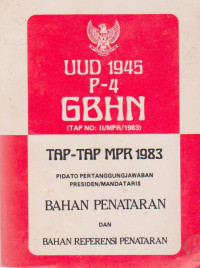 UUD 1945
P-4
GBHN
(TAP NO: II/MPR/1983)
TAP-TAP MPR 1983
PIDATO PERTANGGUNGJAWABAN
PRESIDEN/MANDATARIS
BAHAN PENATARAN
DAN
BAHAN REFERENSI PENATARAN